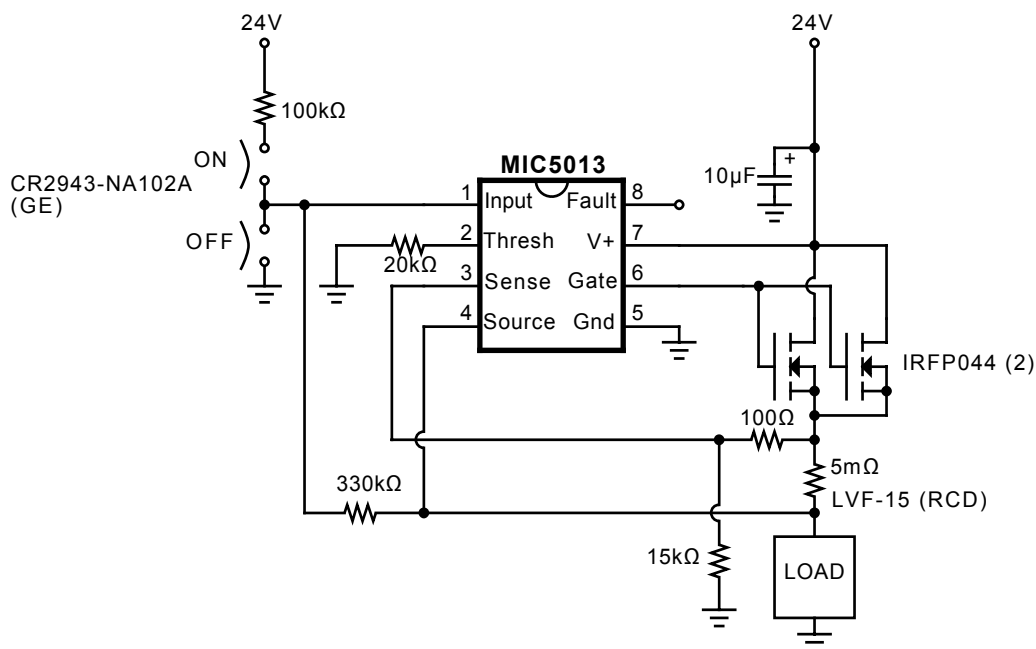 24V
24V
100kΩ
ON
CR2943-NA102A
(GE)
OFF
MIC5013
10µF
+
1
Input
Fault
8
2
Thresh
V+
7
20kΩ
3
Sense
Gate
6
4
Source
Gnd
5
IRFP044 (2)
100Ω
5mΩ
LVF-15 (RCD)
330kΩ
15kΩ
LOAD